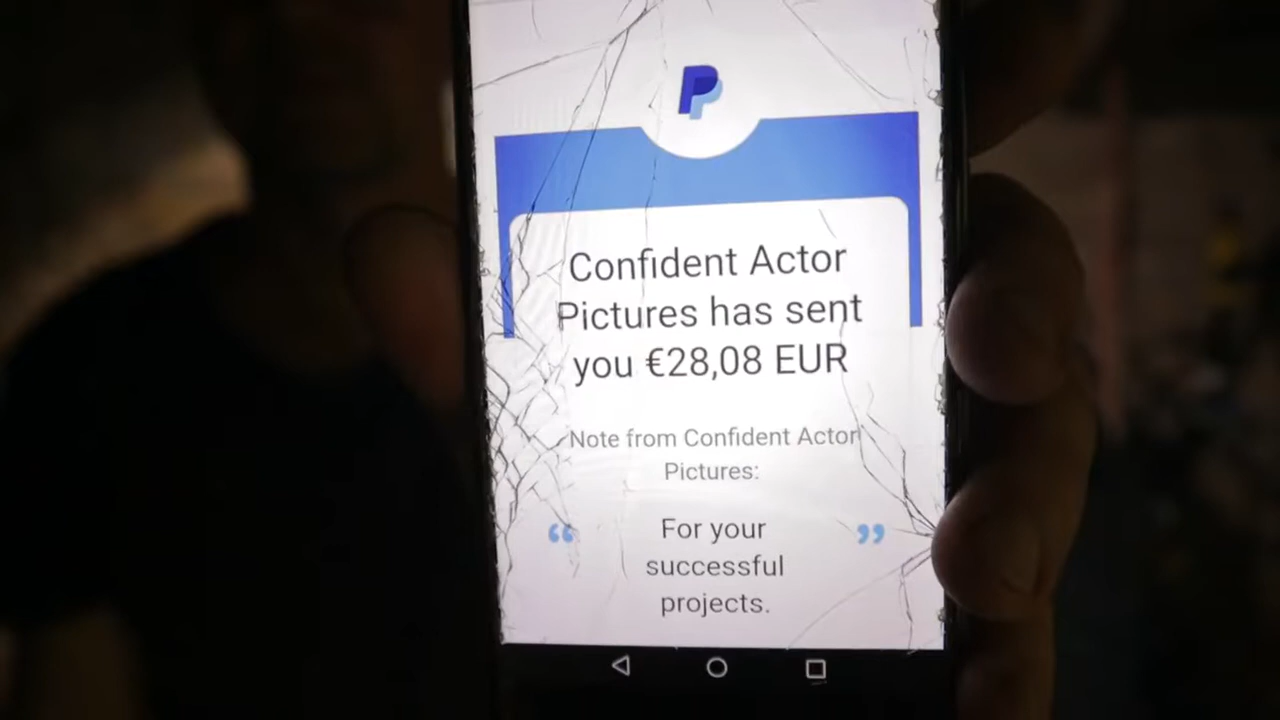 Confident Actor
Pictures has sent
you €28,08 EUR
Note from Confident Actor
Pictures:
“ For your ”
successful
projects.